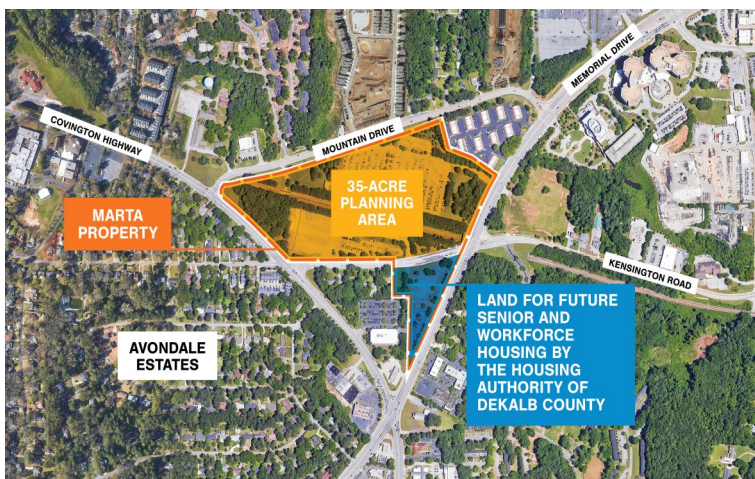 MEMORIAL DRIVE
COVINGTON HIGHWAY
MOUNTAIN DRIVE
35-ACRE
PLANNING
AREA
MARTA
PROPERTY
KENSINGTON ROAD
LAND FOR FUTURE
SENIOR AND
WORKFORCE
HOUSING BY
THE HOUSING
AUTHORITY OF
DEKALB COUNTY
AVONDALE
ESTATES